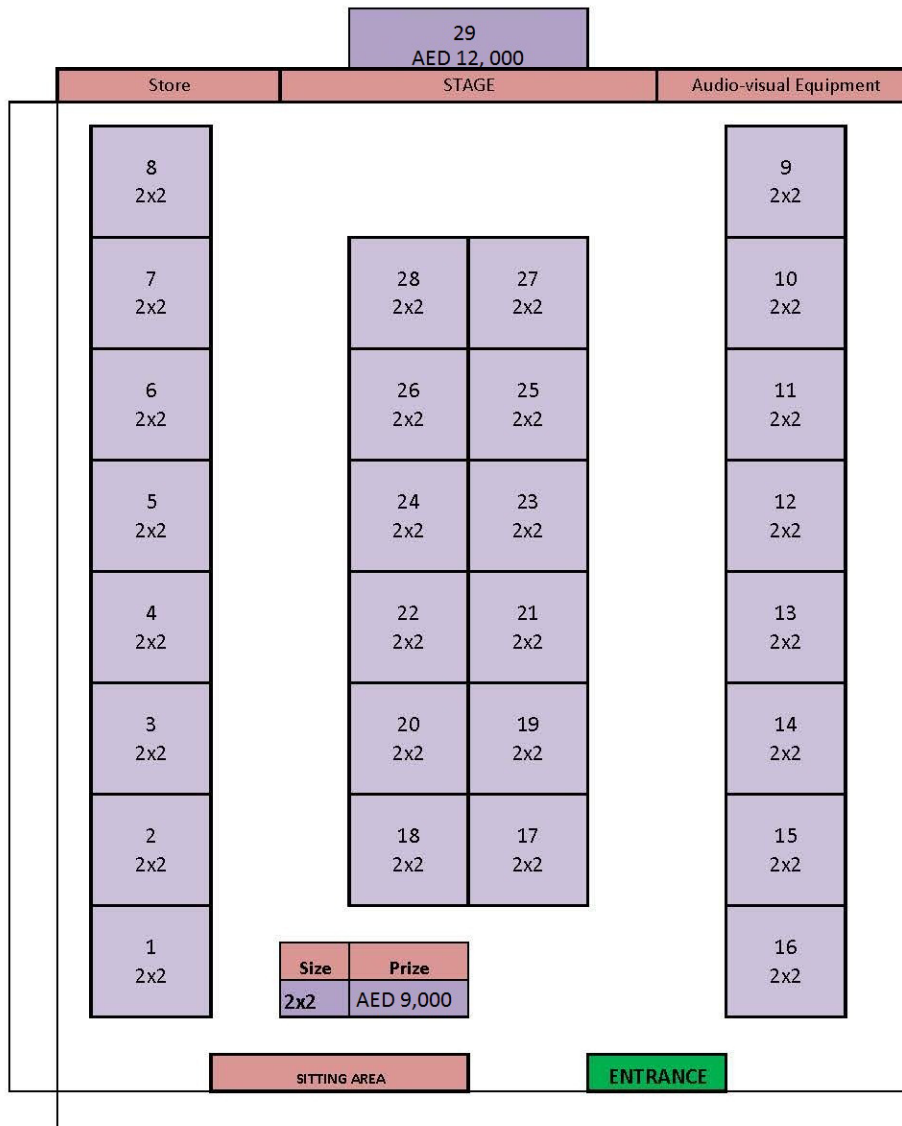 29
AED 12, 000
Store
STAGE
Audio-visual Equipment
8
2x2
9
2x2
7
2x2
28
2x2
27
2x2
10
2x2
6
2x2
26
2x2
25
2x2
11
2x2
5
2x2
24
2x2
23
2x2
12
2x2
4
2x2
22
2x2
21
2x2
13
2x2
3
2x2
20
2x2
19
2x2
14
2x2
2
2x2
18
2x2
17
2x2
15
2x2
1
2x2
Size Prize
2x2 AED 9,000
16
2x2
SITTING AREA
ENTRANCE